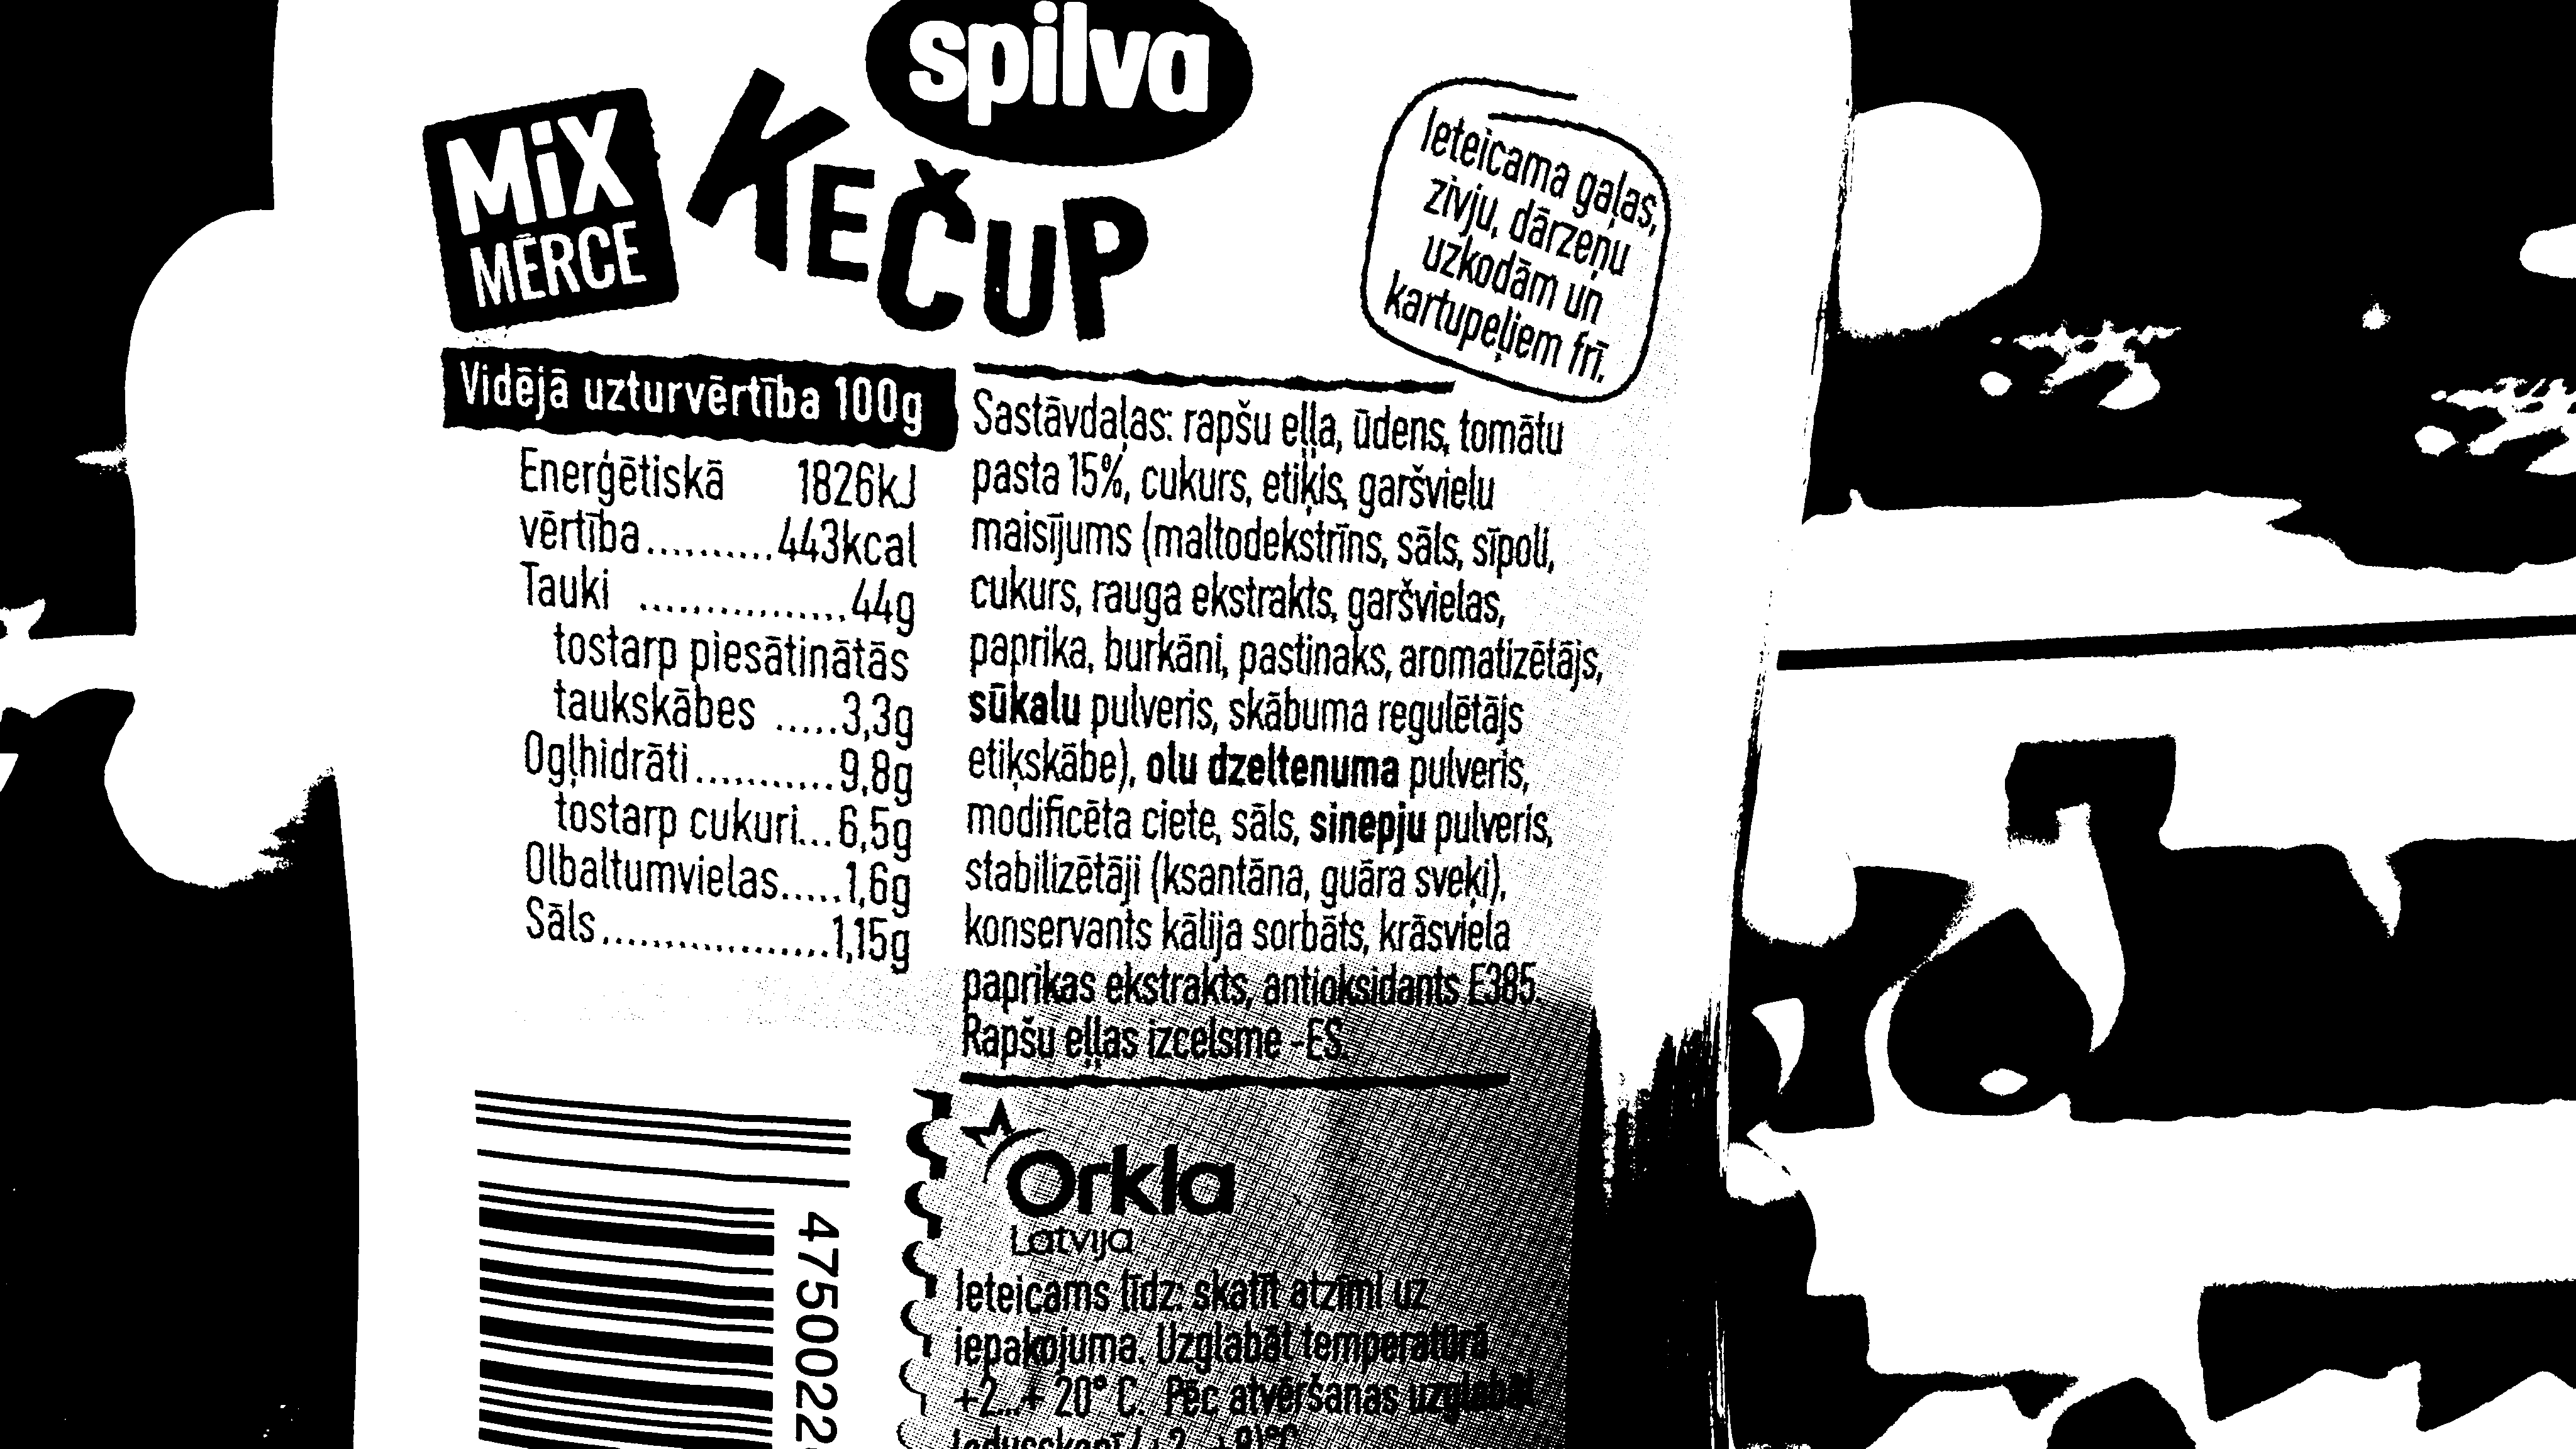 spilva
MiX
MĒRCE
KEČUP
Ieteicama gaļas,
zivju, dārzeņu
uzkodām un
kartupeļiem frī.
Vidējā uzturvērtība 100g
Enerģētiskā 1826kJ
vērtība..........443kcal
Tauki ................44g
tostarp piesātinātās
taukskābes .....3,3g
Ogļhidrāti...........9,8g
tostarp cukuri...6,5g
Olbaltumvielas.....1,6g
Sāls..................1,15g
Sastāvdaļas: rapšu eļļa, ūdens, tomātu
pasta 15%, cukurs, etiķis, garšvielu
maisījums (maltodekstrīns, sāls, sīpoli,
cukurs, rauga ekstrakts, garšvielas,
paprika, burkāni, pastinaks, aromatizētājs,
sūkalu pulveris, skābuma regulētājs
etiķskābe), olu dzeltenuma pulveris,
modificēta ciete, sāls, sinepju pulveris,
stabilizētāji (ksantāna, guāra sveķi),
konservants kālija sorbāts, krāsviela
paprikas ekstrakts, antioksidants E385.
Rapšu eļļas izcelsme -ES.
Orkla
Latvija
Ieteicams līdz: skatīt atzīmi uz
iepakojuma. Uzglabāt temperatūrā
+2...+ 20° C. Pēc atvēršanas uzglabāt
4750022